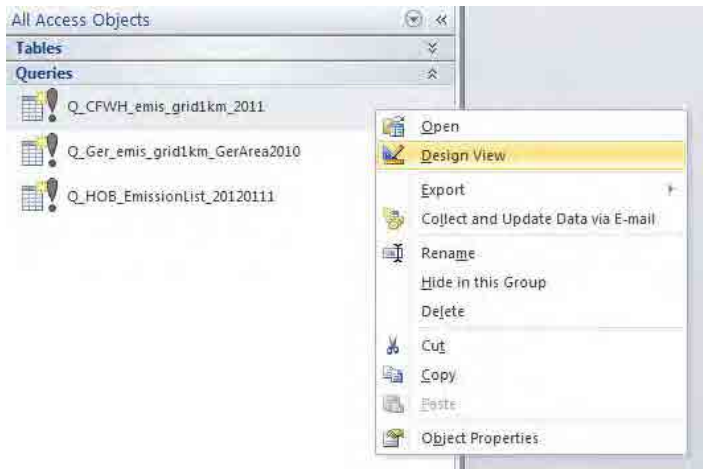 All Access Objects
Tables
Queries
Q_CFWH_emis_grid1km_2011
Q_Ger_emis_grid1km_GerArea2010
Q_HOB_EmissionList_20120111
Open
Design View
Export
Collect and Update Data via E-mail
Rename
Hide in this Group
Delete
Cut
Copy
Paste
Object Properties